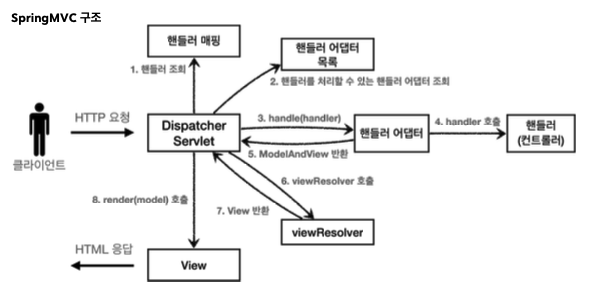 SpringMVC 구조
핸들러 매핑
핸들러 어댑터
목록
1. 핸들러 조회
2. 핸들러를 처리할 수 있는 핸들러 어댑터 조회
HTTP 요청
Dispatcher
Servlet
3. handle(handler)
핸들러 어댑터
4. handler 호출
핸들러
(컨트롤러)
5. ModelAndView 반환
클라이언트
6. viewResolver 호출
8. render(model) 호출
7. View 반환
viewResolver
HTML 응답
View